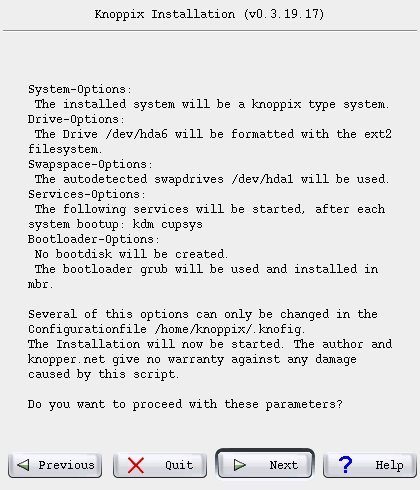 Knoppix Installation (v0.3.19.17)
System-Options:
The installed system will be a knoppix type system.
Drive-Options:
The Drive /dev/hda6 will be formatted with the ext2
filesystem.
Swapspace-Options:
The autodetected swapdrives /dev/hda1 will be used.
Services-Options:
The following services will be started, after each
system bootup: kdm cupsys
Bootloader-Options:
No bootdisk will be created.
The bootloader grub will be used and installed in
mbr.
Several of this options can only be changed in the
Configurationfile /home/knoppix/.knofig.
The Installation will now be started. The author and
knopper.net give no warranty against any damage
caused by this script.
Do you want to proceed with these parameters?
Previous Quit Next ? Help